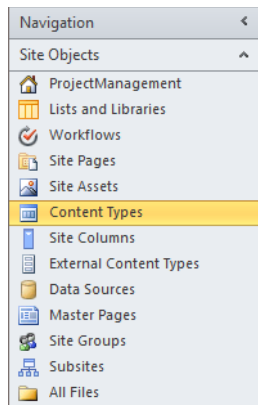 Navigation
Site Objects
ProjectManagement
Lists and Libraries
Workflows
Site Pages
Site Assets
Content Types
Site Columns
External Content Types
Data Sources
Master Pages
Site Groups
Subsites
All Files